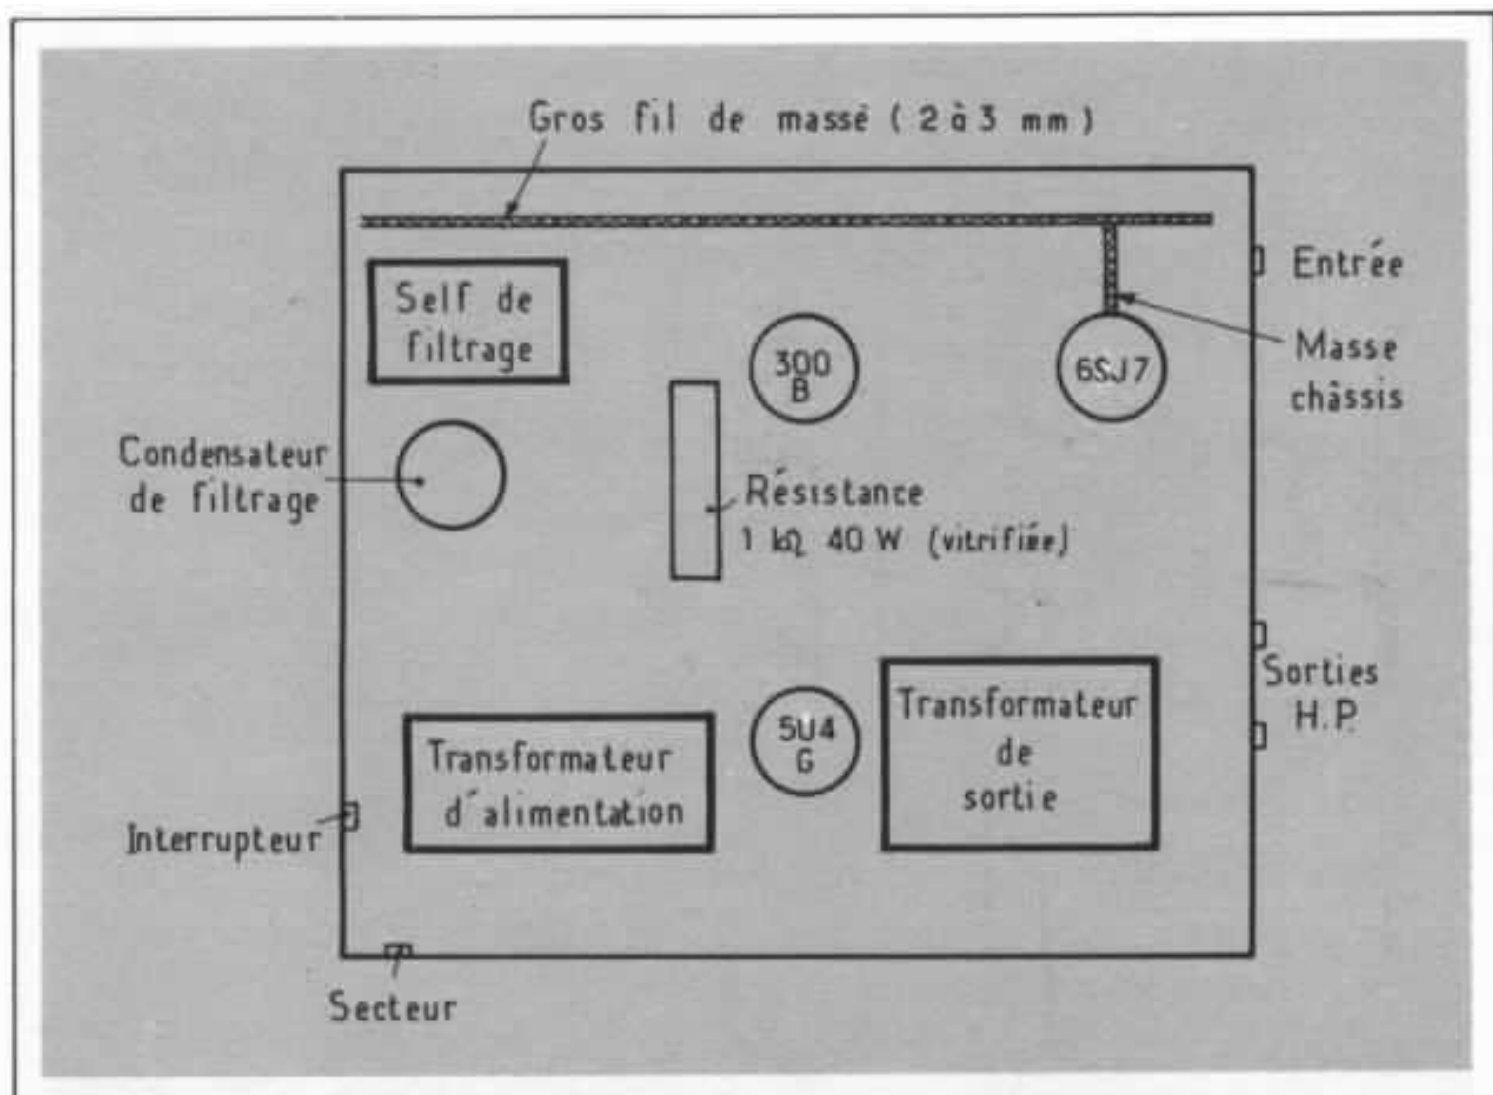 Gros fil de massé ( 2 à 3 mm )
Self de
filtrage
300
B
6SJ7
Entrée
Masse
châssis
Condensateur
de filtrage
Résistance
1 kΩ 40 W (vitrifiée)
Transformateur
d'alimentation
5U4
G
Transformateur
de
sortie
Sorties
H.P.
Interrupteur
Secteur